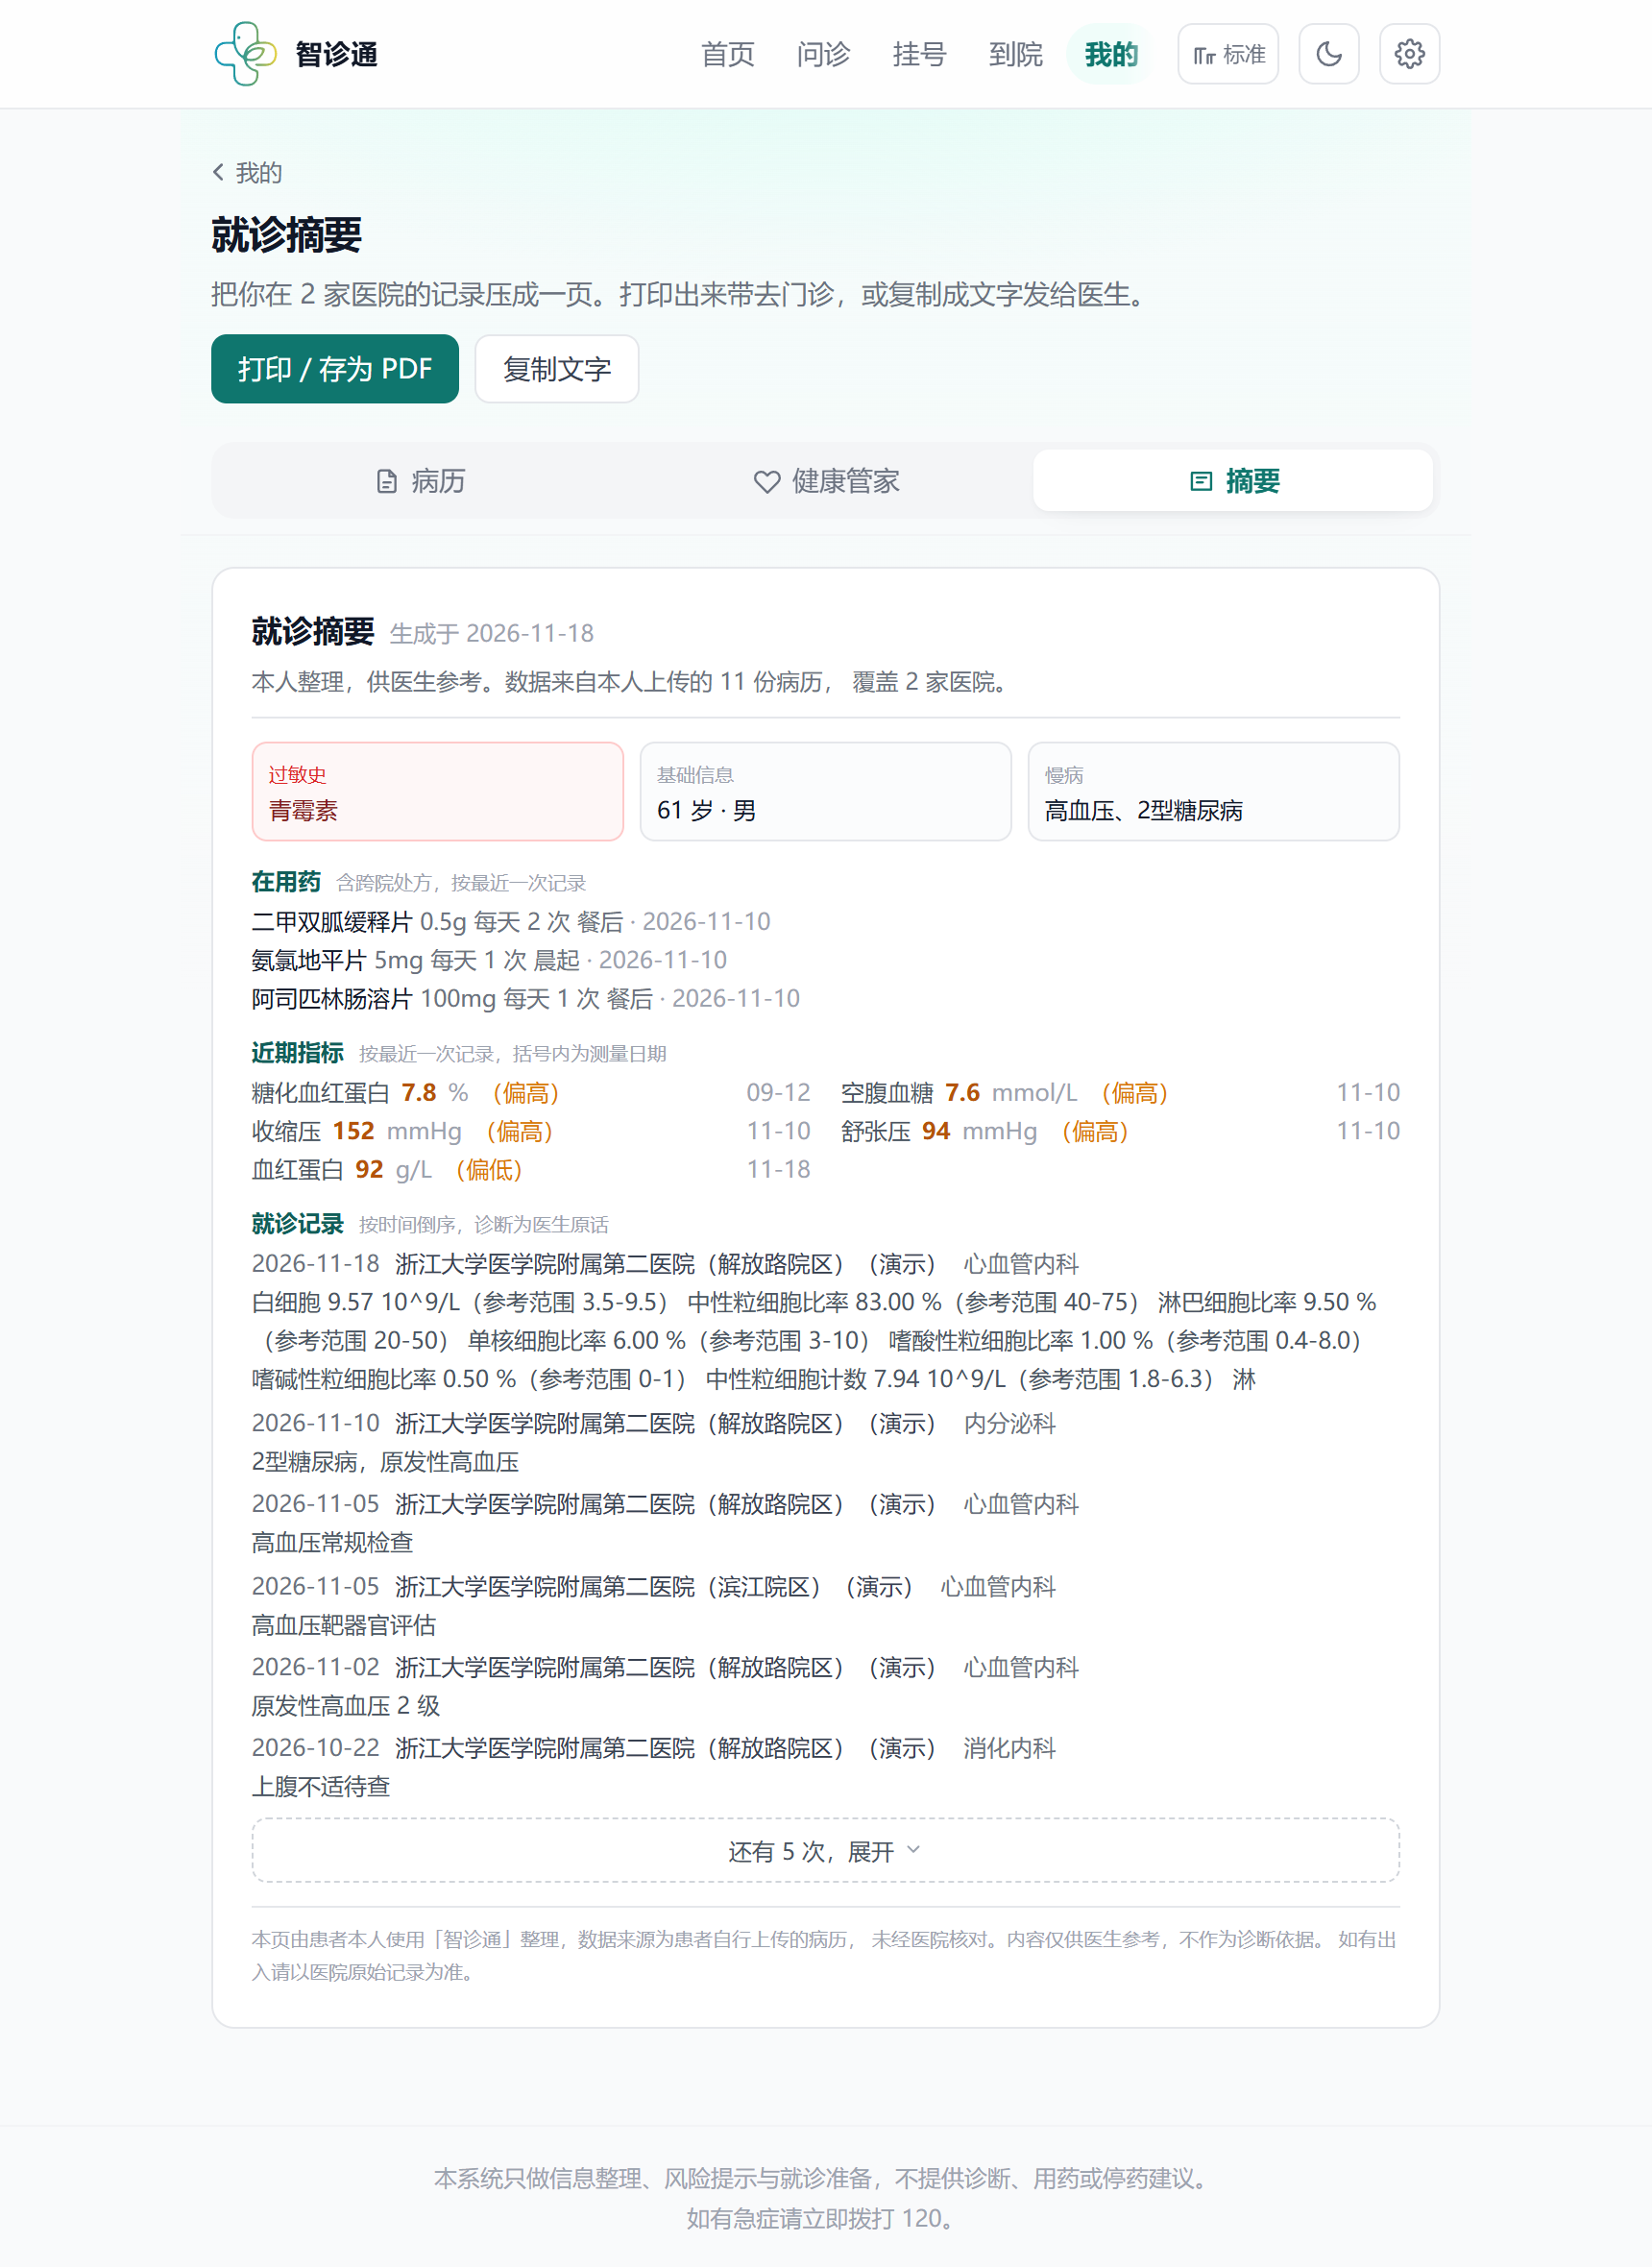 智诊通
首页 问诊 挂号 到院 我的 标准
我的
就诊摘要
把你在 2 家医院的记录压成一页。打印出来带去门诊，或复制成文字发给医生。
打印 / 存为 PDF 复制文字
病历 健康管家 摘要
就诊摘要 生成于 2026-11-18
本人整理，供医生参考。数据来自本人上传的 11 份病历， 覆盖 2 家医院。
过敏史 基础信息 慢病
青霉素 61 岁 · 男 高血压、2型糖尿病
在用药 含跨院处方，按最近一次记录
二甲双胍缓释片 0.5g 每天 2 次 餐后 · 2026-11-10
氨氯地平片 5mg 每天 1 次 晨起 · 2026-11-10
阿司匹林肠溶片 100mg 每天 1 次 餐后 · 2026-11-10
近期指标 按最近一次记录，括号内为测量日期
糖化血红蛋白 7.8 % （偏高） 09-12 空腹血糖 7.6 mmol/L （偏高） 11-10
收缩压 152 mmHg （偏高） 11-10 舒张压 94 mmHg （偏高） 11-10
血红蛋白 92 g/L （偏低） 11-18
就诊记录 按时间倒序，诊断为医生原话
2026-11-18 浙江大学医学院附属第二医院（解放路院区）（演示） 心血管内科
白细胞 9.57 10^9/L（参考范围 3.5-9.5） 中性粒细胞比率 83.00 %（参考范围 40-75） 淋巴细胞比率 9.50 %
（参考范围 20-50） 单核细胞比率 6.00 %（参考范围 3-10） 嗜酸性粒细胞比率 1.00 %（参考范围 0.4-8.0）
嗜碱性粒细胞比率 0.50 %（参考范围 0-1） 中性粒细胞计数 7.94 10^9/L（参考范围 1.8-6.3） 淋
2026-11-10 浙江大学医学院附属第二医院（解放路院区）（演示） 内分泌科
2型糖尿病，原发性高血压
2026-11-05 浙江大学医学院附属第二医院（解放路院区）（演示） 心血管内科
高血压常规检查
2026-11-05 浙江大学医学院附属第二医院（滨江院区）（演示） 心血管内科
高血压靶器官评估
2026-11-02 浙江大学医学院附属第二医院（解放路院区）（演示） 心血管内科
原发性高血压 2 级
2026-10-22 浙江大学医学院附属第二医院（解放路院区）（演示） 消化内科
上腹不适待查
还有 5 次，展开
本页由患者本人使用「智诊通」整理，数据来源为患者自行上传的病历， 未经医院核对。内容仅供医生参考，不作为诊断依据。 如有出
入请以医院原始记录为准。
本系统只做信息整理、风险提示与就诊准备，不提供诊断、用药或停药建议。
如有急症请立即拨打 120。